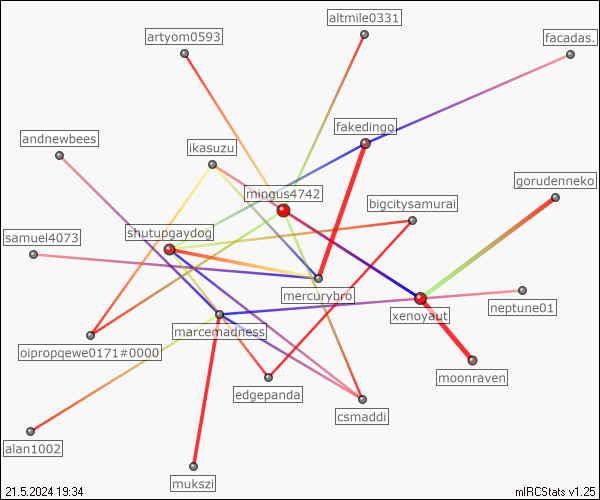 altmile0331
artyom0593
facadas.
fakedingo
andnewbees
ikasuzu
gorudenneko
mingus4742
bigcitysamurai
shutupgaydog
samuel4073
mercurybro
neptune01
xenoyaut
marcemadness
oipropqewe0171#0000
moonraven
edgepanda
csmaddi
alan1002
mukszi
21.5.2024 19:34
mIRCStats v1.25